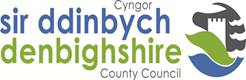 Cyngor
sir ddinbych
denbighshire
County Council